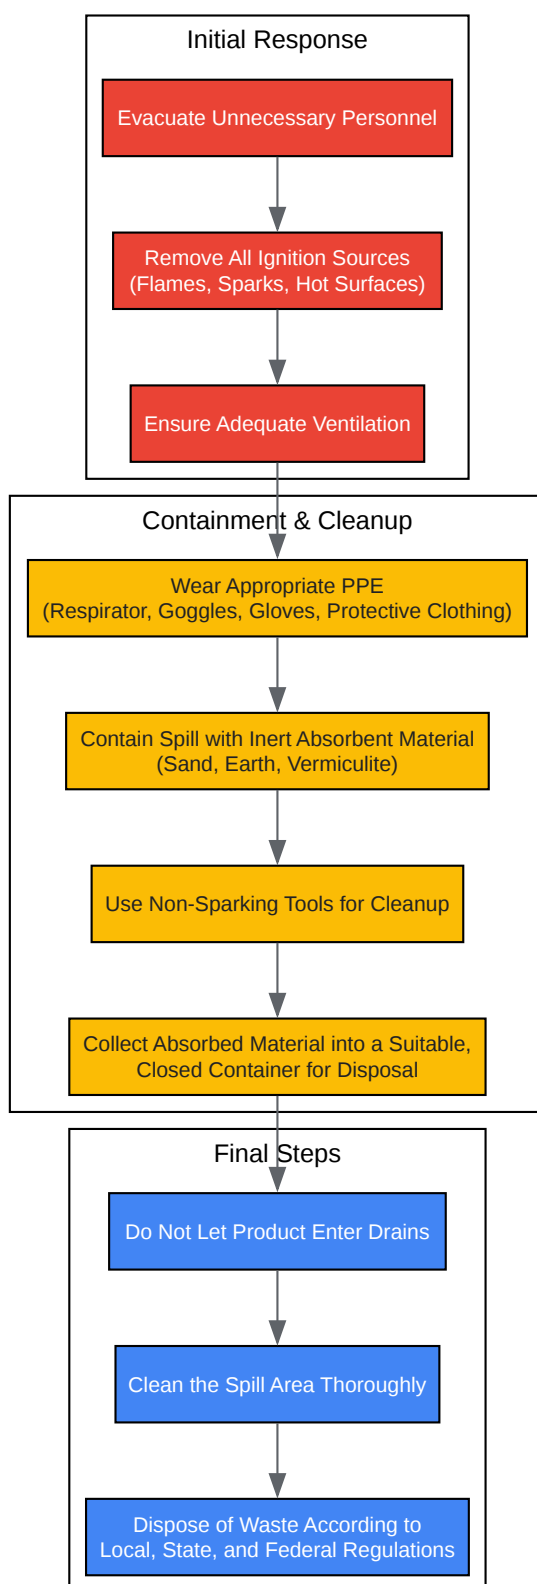 Initial Response
Evacuate Unnecessary Personnel
Remove All Ignition Sources
(Flames, Sparks, Hot Surfaces)
Ensure Adequate Ventilation
Containment & Cleanup
Wear Appropriate PPE
(Respirator, Goggles, Gloves, Protective Clothing)
Contain Spill with Inert Absorbent Material
(Sand, Earth, Vermiculite)
Use Non-Sparking Tools for Cleanup
Collect Absorbed Material into a Suitable,
Closed Container for Disposal
Final Steps
Do Not Let Product Enter Drains
Clean the Spill Area Thoroughly
Dispose of Waste According to
Local, State, and Federal Regulations